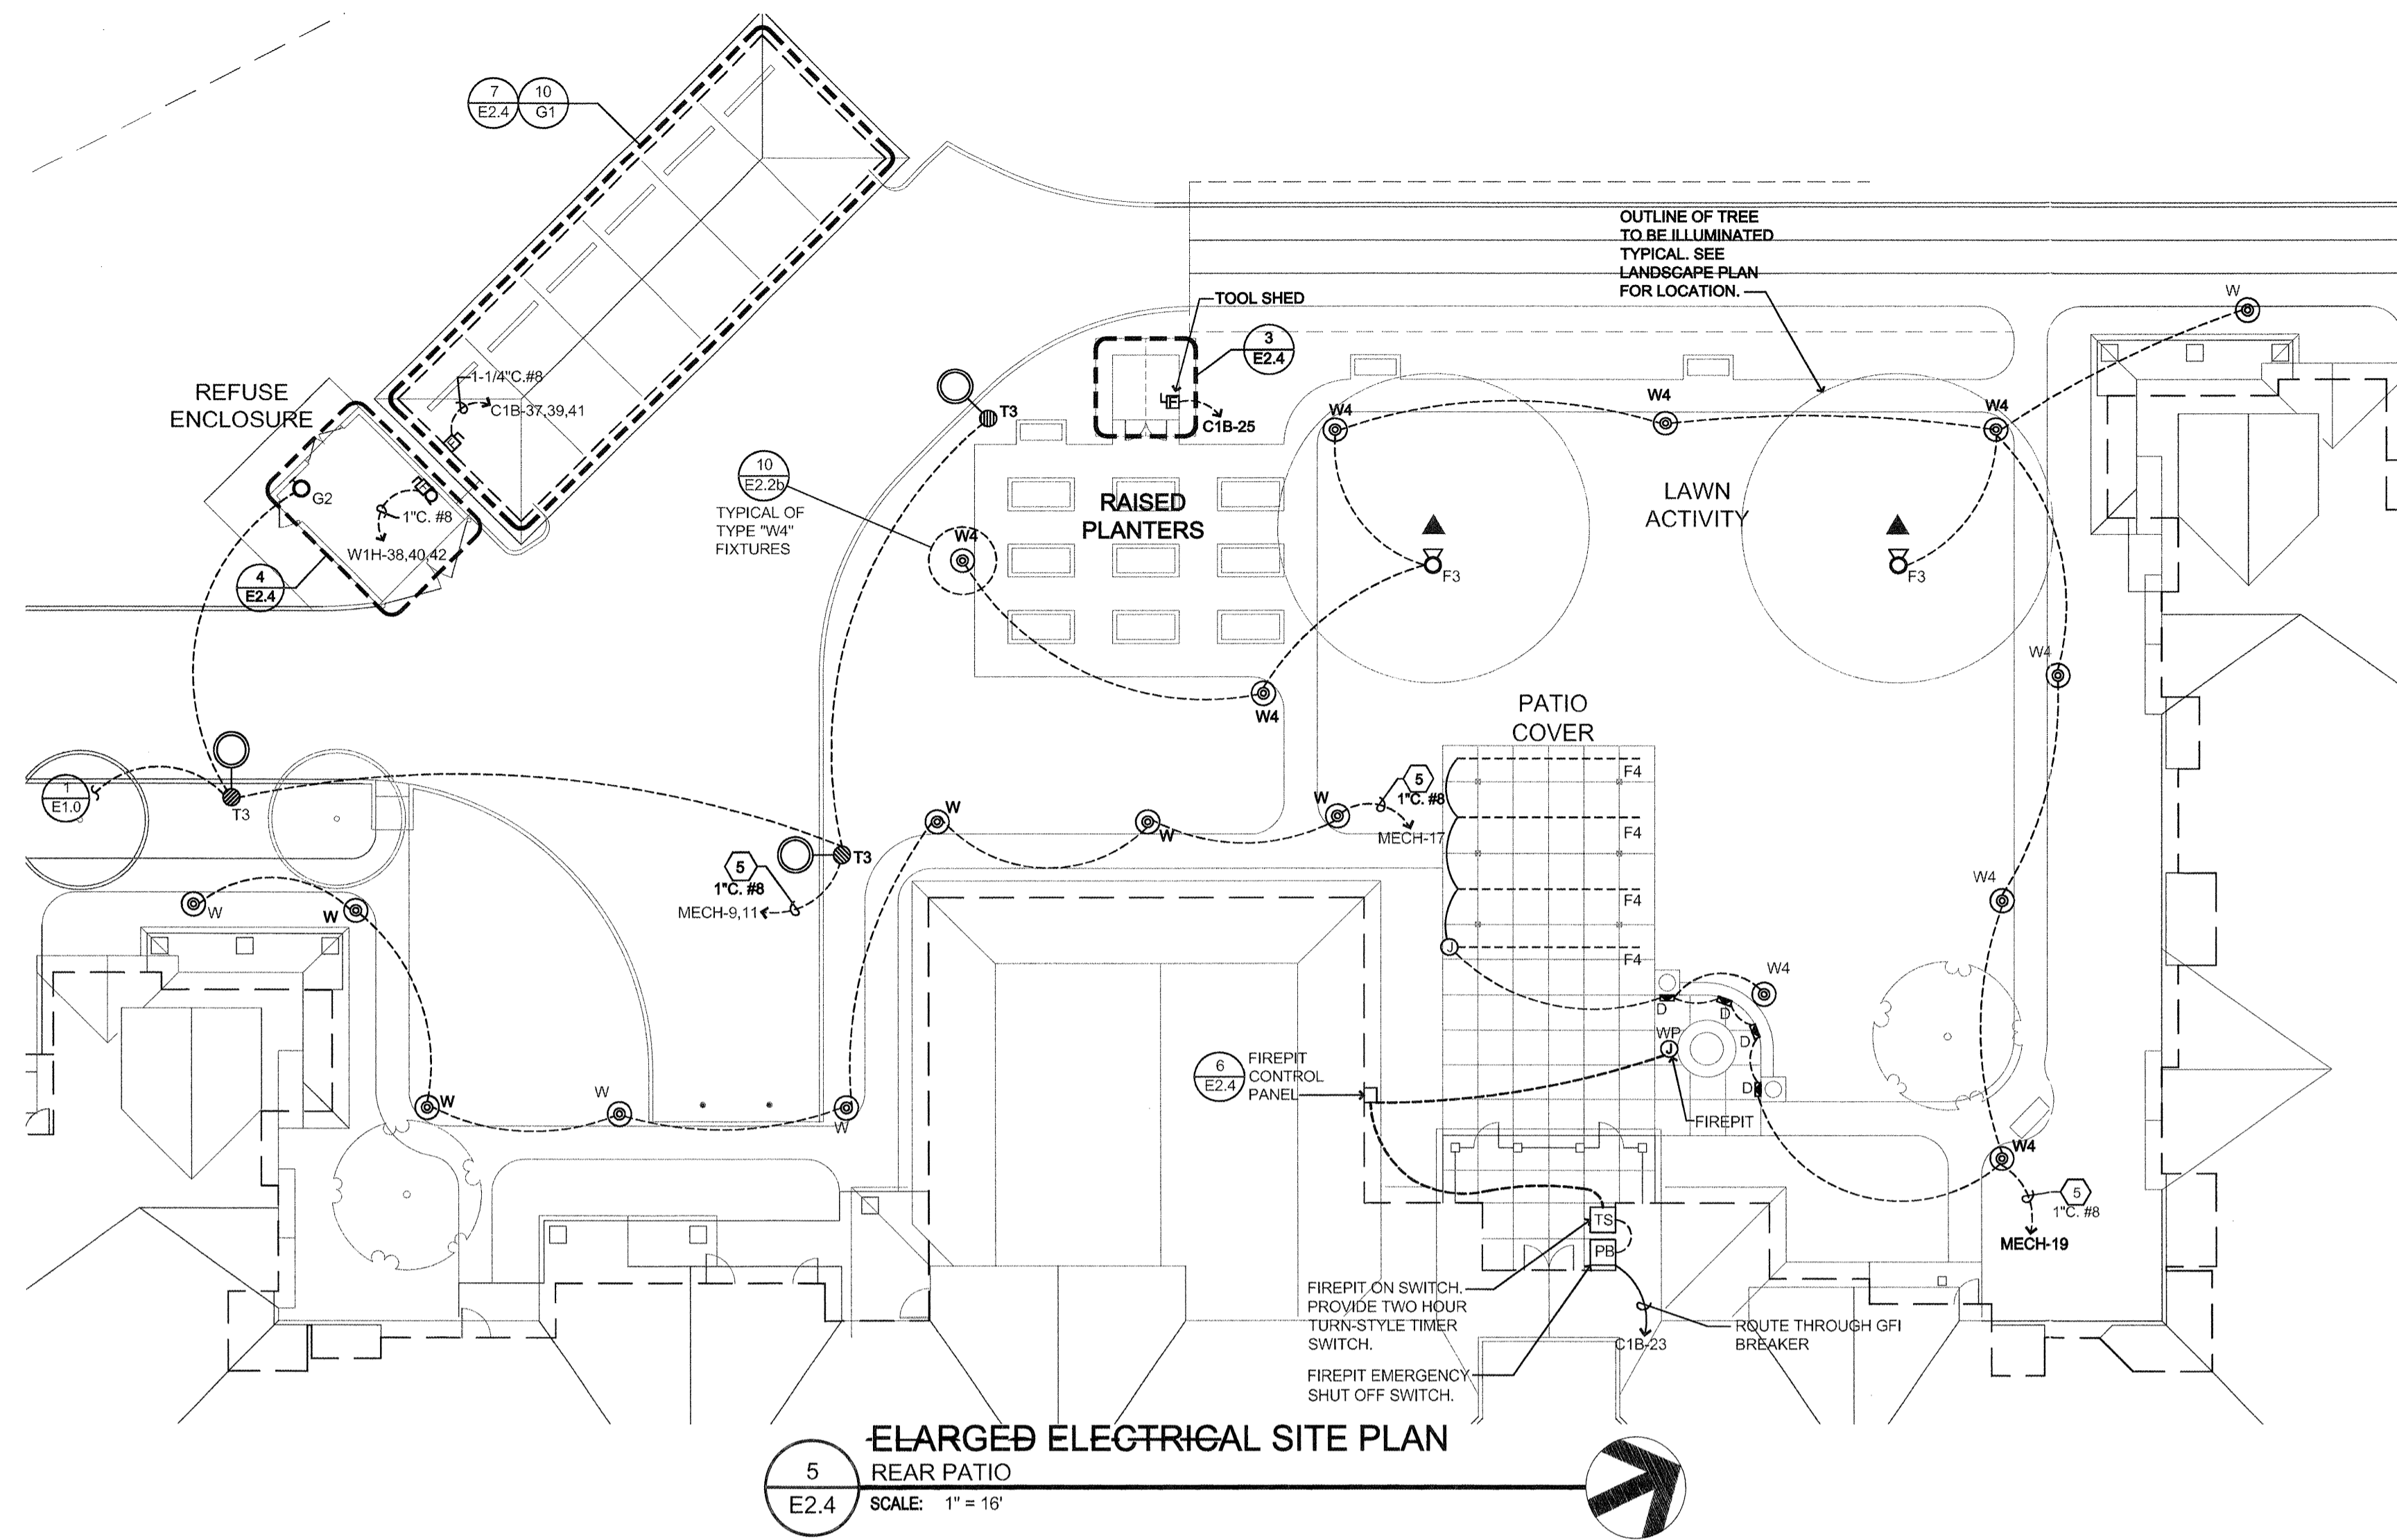 7
E2.4
10
G1
OUTLINE OF TREE
TO BE ILLUMINATED
TYPICAL. SEE
LANDSCAPE PLAN
FOR LOCATION.
W
TOOL SHED
3
E2.4
1-1/4"C.#8
C1B-37,39,41
REFUSE
ENCLOSURE
T3
C1B-25
W4
W4
W4
10
E2.2b
TYPICAL OF
TYPE "W4"
FIXTURES
G2
1"C. #8
W1H-38,40,42
4
E2.4
RAISED
PLANTERS
LAWN
ACTIVITY
W4
F3
F3
W4
W4
PATIO
COVER
1
E1.0
T3
F4
5
1"C. #8
MECH-17
W
W
W
F4
5
1"C. #8
T3
MECH-9,11
F4
W4
W
W
F4
J
W4
D
D
WP
J
D
D
6
E2.4
FIREPIT
CONTROL
PANEL
FIREPIT
W
W
W
W4
5
1"C. #8
MECH-19
TS
PB
FIREPIT ON SWITCH.
PROVIDE TWO HOUR
TURN-STYLE TIMER
SWITCH.
C1B-23
ROUTE THROUGH GFI
BREAKER
FIREPIT EMERGENCY
SHUT OFF SWITCH.
ELARGED ELECTRICAL SITE PLAN
5
E2.4
REAR PATIO
SCALE: 1" = 16'